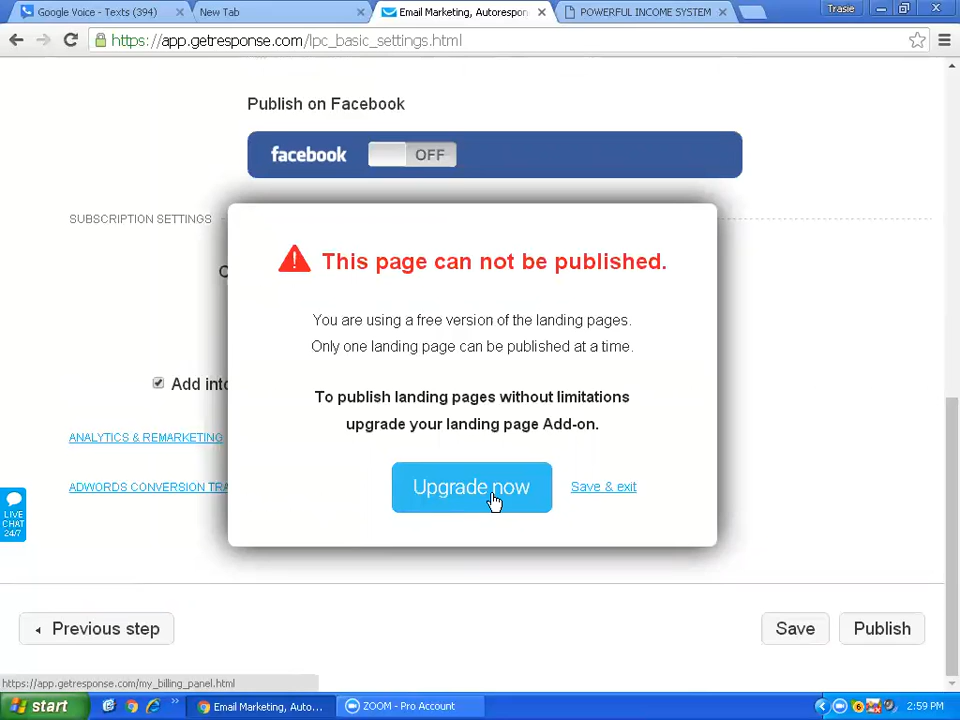 Google Voice - Texts (394)
New Tab
Email Marketing, Autorespon
POWERFUL INCOME SYSTEM
Trasie
https://app.getresponse.com/lpc_basic_settings.html
Publish on Facebook
facebook
OFF
SUBSCRIPTION SETTINGS
This page can not be published.
You are using a free version of the landing pages.
Only one landing page can be published at a time.
Add into
To publish landing pages without limitations
upgrade your landing page Add-on.
ANALYTICS & REMARKETING
Upgrade now
Save & exit
ADWORDS CONVERSION TRA
LIVE
CHAT
24/7
Previous step
Save
Publish
https://app.getresponse.com/my_billing_panel.html
start
Email Marketing, Auto...
ZOOM - Pro Account
2:59 PM